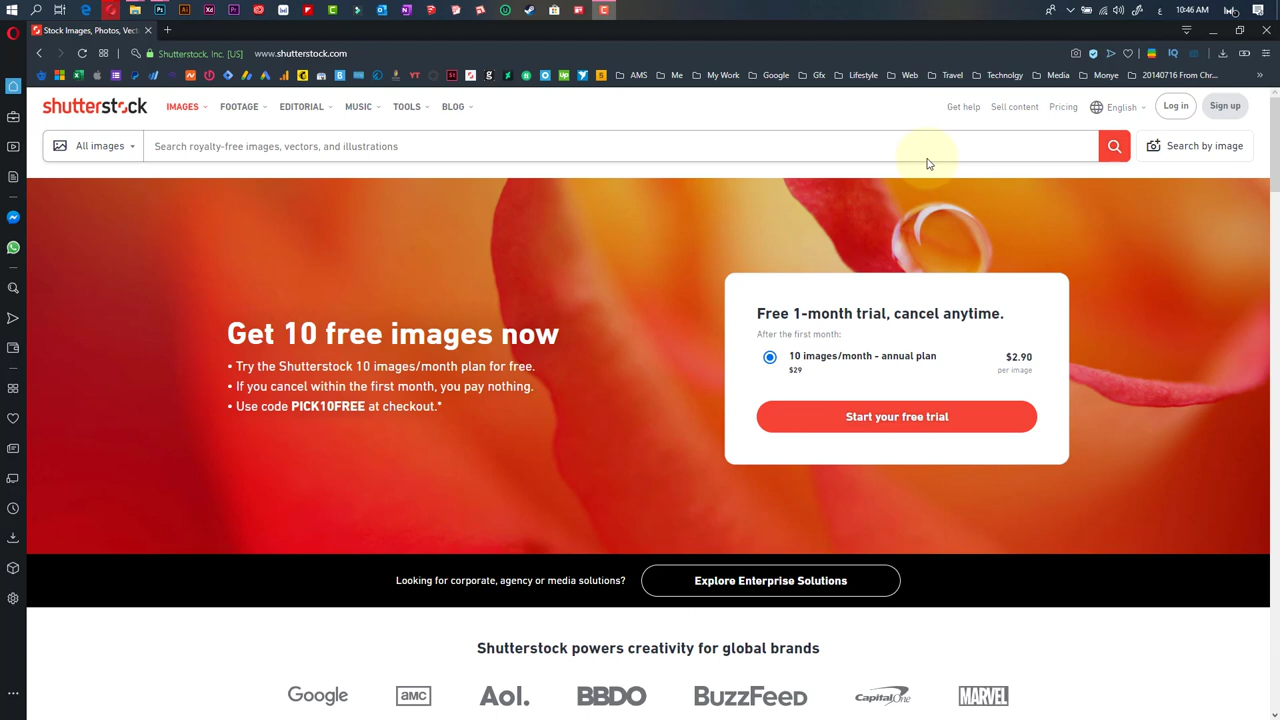 10:46 AM
Stock Images, Photos, Vect
Shutterstock, Inc. [US]
www.shutterstock.com
AMS
Me
My Work
Google
Gfx
Lifestyle
Web
Travel
Technolgy
Media
Monye
20140716 From Chr...
shutterstock
IMAGES
FOOTAGE
EDITORIAL
MUSIC
TOOLS
BLOG
Get help
Sell content
Pricing
English
Log in
Sign up
All images
Search royalty-free images, vectors, and illustrations
Search by image
Get 10 free images now
• Try the Shutterstock 10 images/month plan for free.
• If you cancel within the first month, you pay nothing.
• Use code PICK10FREE at checkout.*
Free 1-month trial, cancel anytime.
After the first month:
10 images/month - annual plan
$2.90
$29
per image
Start your free trial
Looking for corporate, agency or media solutions?
Explore Enterprise Solutions
Shutterstock powers creativity for global brands
Google
AMC
Aol.
BBDO
BuzzFeed
Capital One
MARVEL